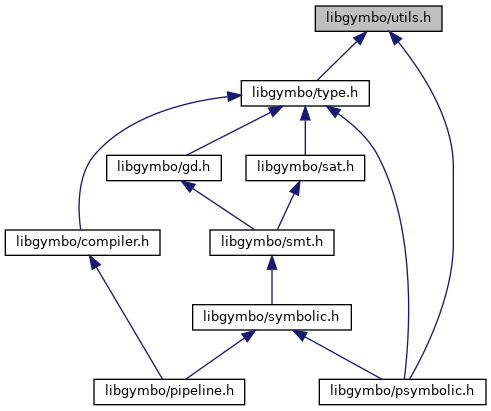 libgymbo/utils.h
libgymbo/type.h
libgymbo/gd.h
libgymbo/sat.h
libgymbo/compiler.h
libgymbo/smt.h
libgymbo/symbolic.h
libgymbo/pipeline.h
libgymbo/psymbolic.h